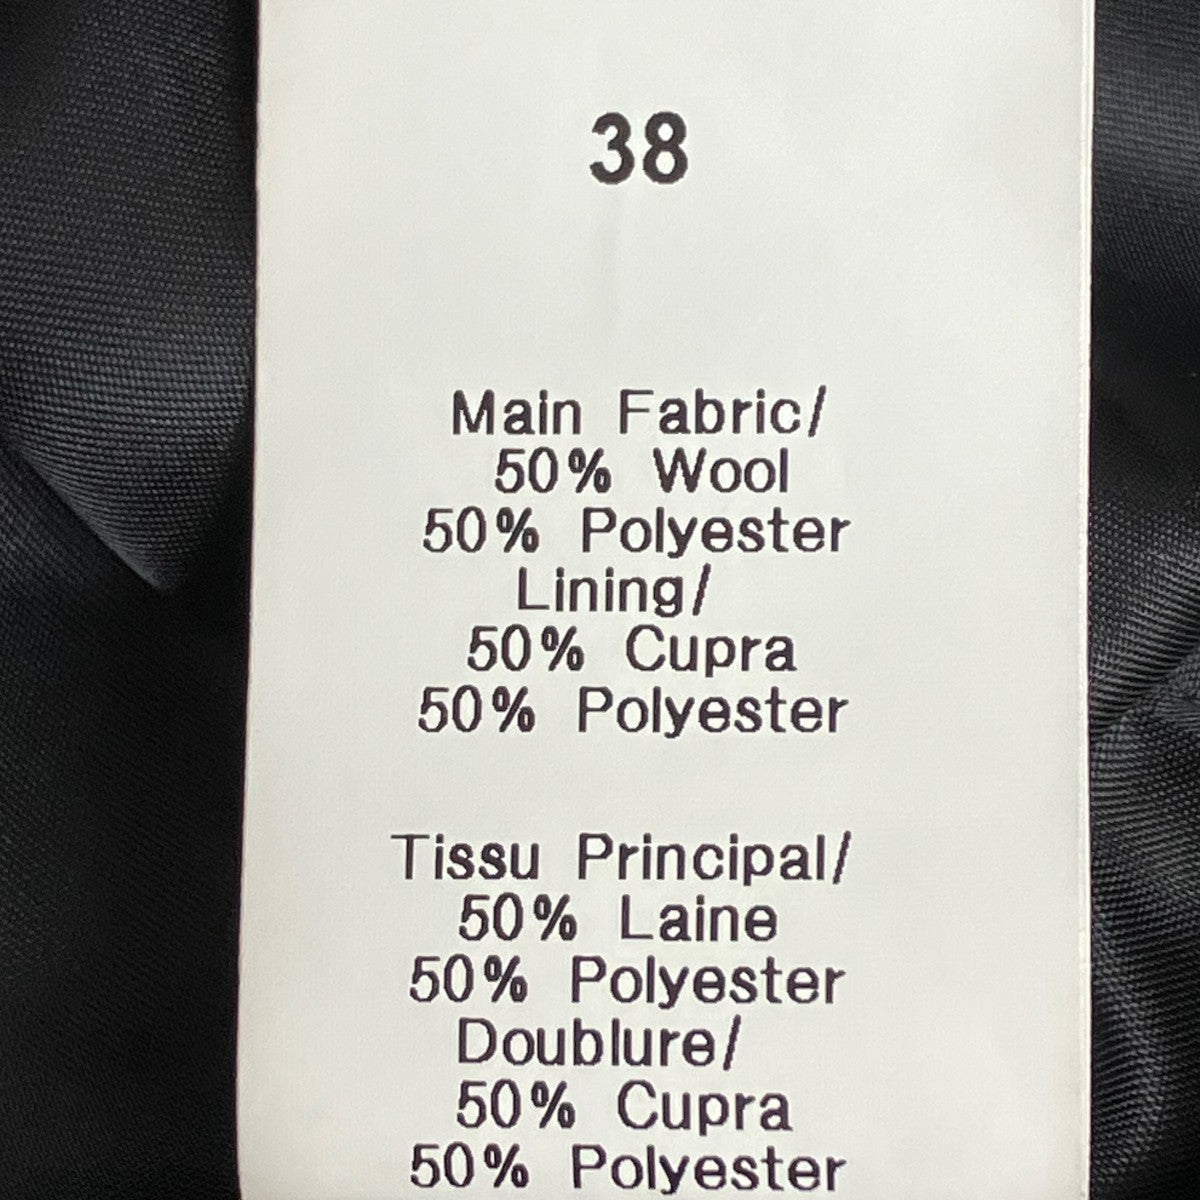 38
Main Fabric/
50% Wool
50% Polyester
Lining/
50% Cupra
50% Polyester
Tissu Principal/
50% Laine
50% Polyester
Doublure/
50% Cupra
50% Polyester